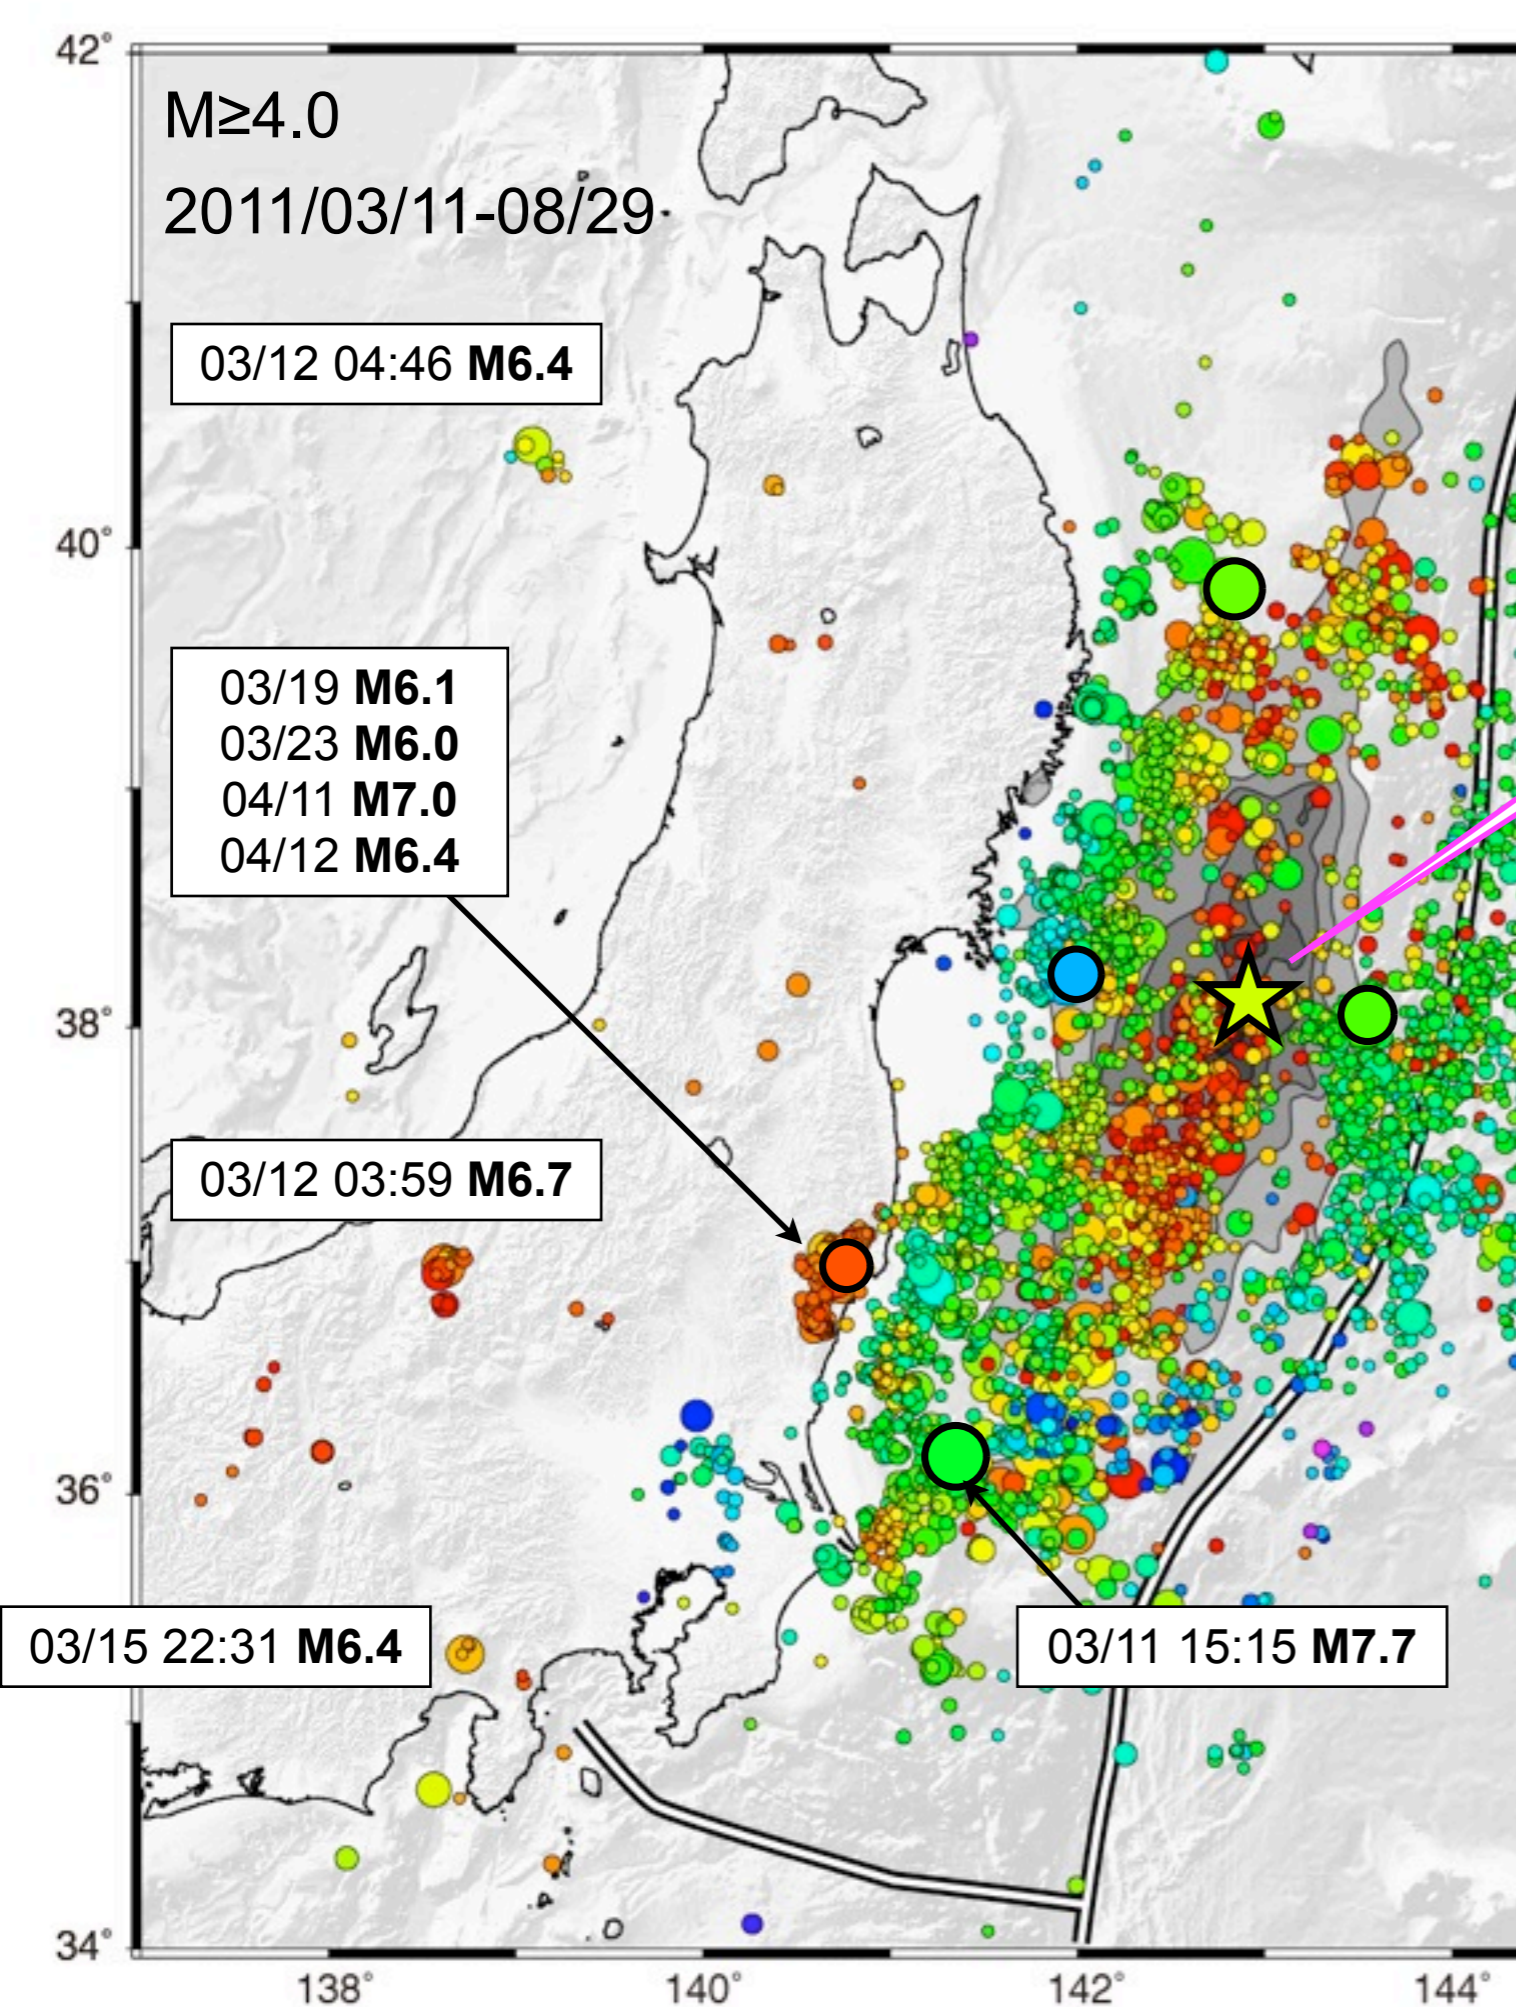 42°
M≥4.0
2011/03/11-08/29
03/12 04:46 M6.4
40°
03/19 M6.1
03/23 M6.0
04/11 M7.0
04/12 M6.4
38°
03/12 03:59 M6.7
36°
03/15 22:31 M6.4
03/11 15:15 M7.7
34°
138° 140° 142° 144°